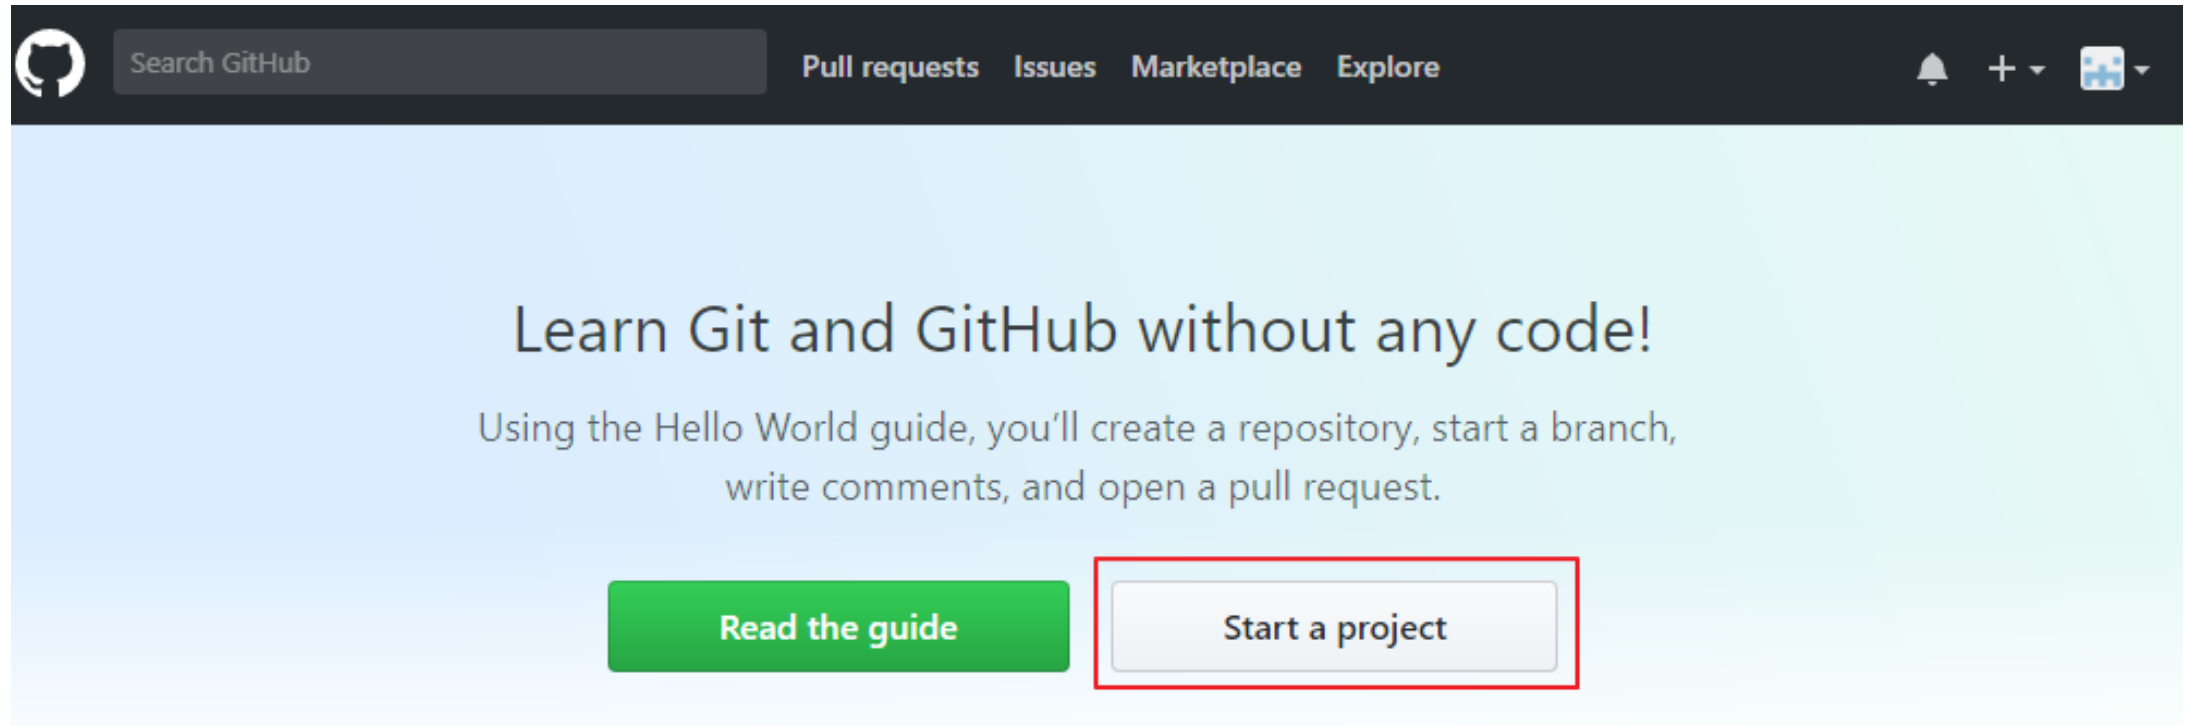 Search GitHub
Pull requests Issues Marketplace Explore
Learn Git and GitHub without any code!
Using the Hello World guide, you’ll create a repository, start a branch,
write comments, and open a pull request.
Read the guide
Start a project